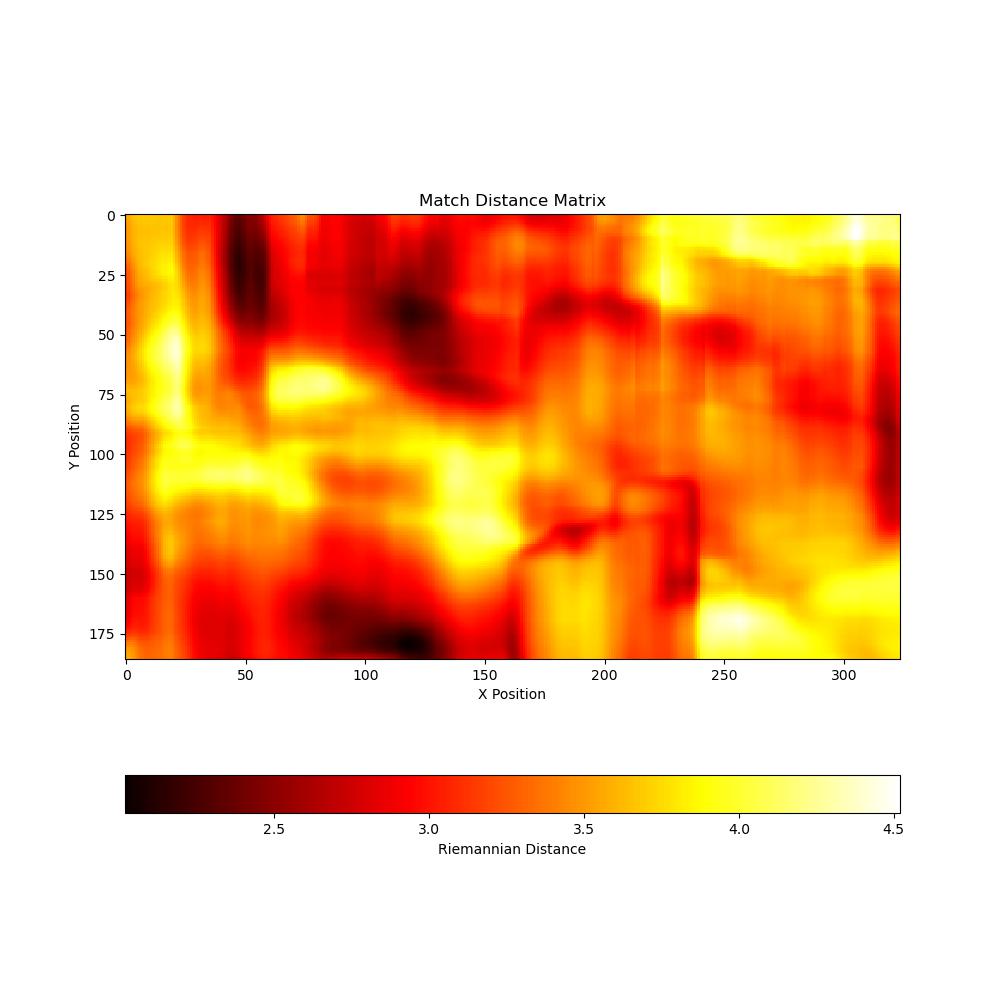 Match Distance Matrix
0
25
50
75
100
125
150
175
Y Position
0 50 100 150 200 250 300
X Position
2.5 3.0 3.5 4.0 4.5
Riemannian Distance